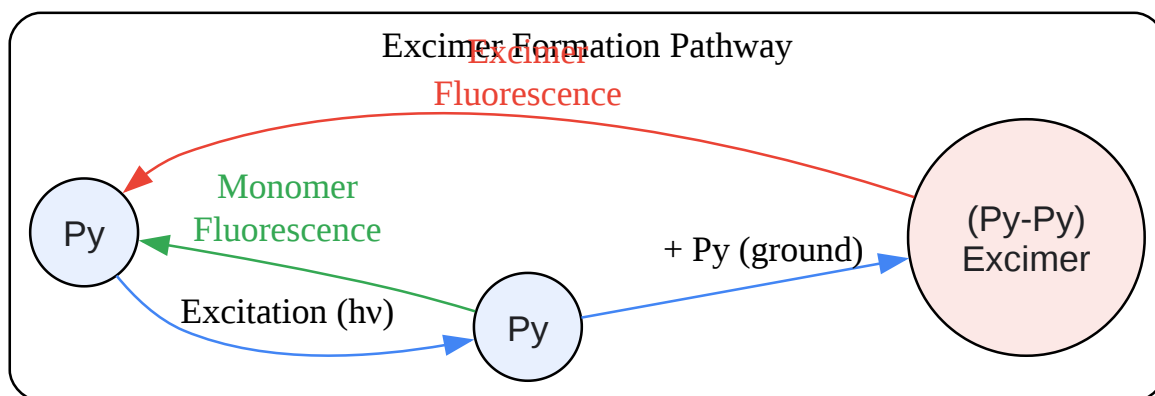 Excimer Formation Pathway
Excimer
Fluorescence
Monomer
Fluorescence
Py
Excitation (hν)
Py
+ Py (ground)
(Py-Py)
Excimer